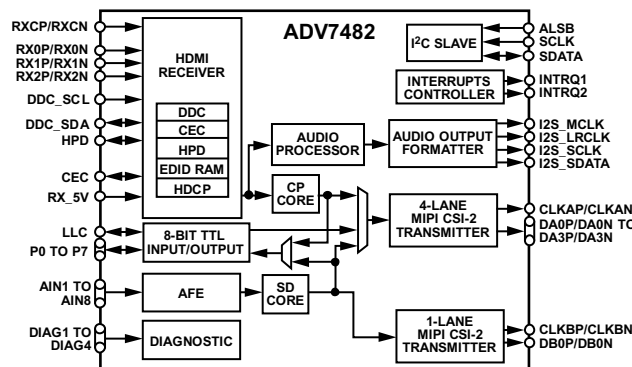 ADV7482
RXCP/RXCN
RX0P/RX0N
RX1P/RX1N
RX2P/RX2N
DDC_SCL
DDC_SDA
HPD
CEC
RX_5V
LLC
P0 TO P7
AIN1 TO
AIN8
DIAG1 TO
DIAG4
HDMI
RECEIVER
DDC
CEC
HPD
EDID RAM
HDCP
8-BIT TTL
INPUT/OUTPUT
AFE
DIAGNOSTIC
AUDIO
PROCESSOR
CP
CORE
SD
CORE
I2C SLAVE
INTERRUPTS
CONTROLLER
AUDIO OUTPUT
FORMATTER
4-LANE
MIPI CSI-2
TRANSMITTER
1-LANE
MIPI CSI-2
TRANSMITTER
ALSB
SCLK
SDATA
INTRQ1
INTRQ2
I2S_MCLK
I2S_LRCLK
I2S_SCLK
I2S_SDATA
CLKAP/CLKAN
DA0P/DA0N TO
DA3P/DA3N
CLKBP/CLKBN
DB0P/DB0N